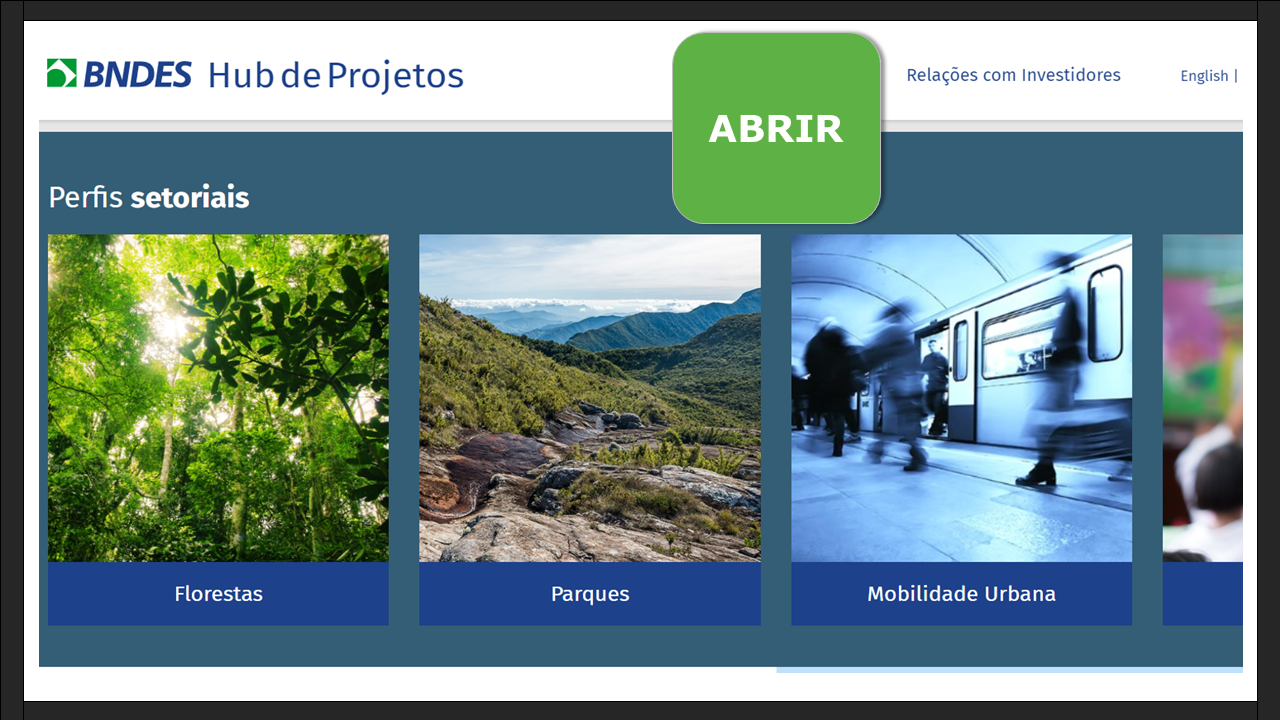 BNDES Hub de Projetos
ABRIR
Relações com Investidores
English |
Perfis setoriais
Florestas
Parques
Mobilidade Urbana